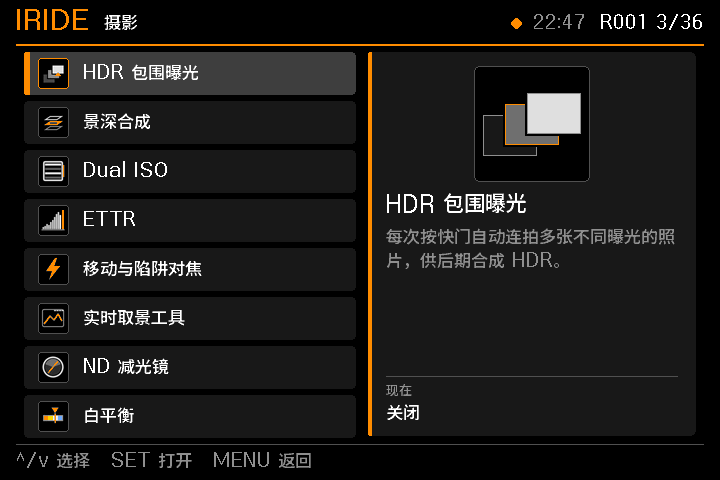 IRIDE 摄影
22:47 R001 3/36
HDR 包围曝光
景深合成
Dual ISO
ETTR
移动与陷阱对焦
实时取景工具
ND 减光镜
白平衡
HDR 包围曝光
每次按快门自动连拍多张不同曝光的照
片，供后期合成 HDR。
现在
关闭
^/v 选择 SET 打开 MENU 返回